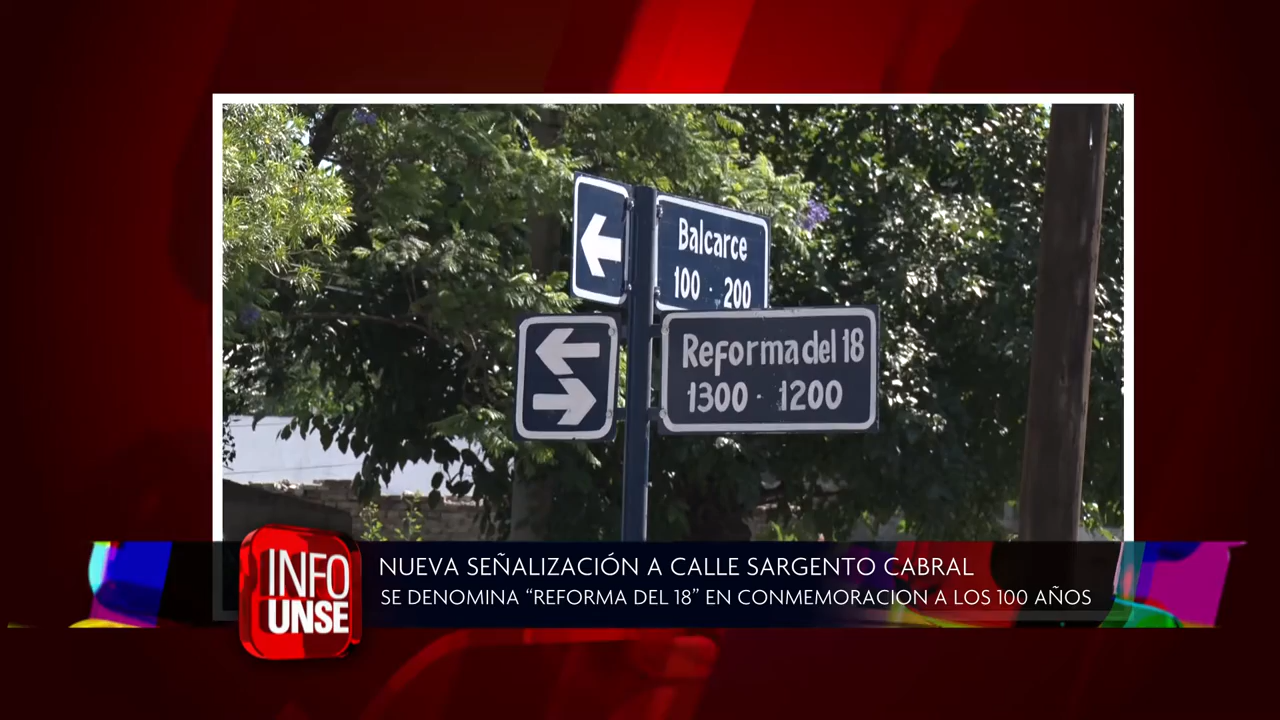 Balcarce
100 - 200
Reforma del 18
1300 - 1200
INFO
UNSE
NUEVA SEÑALIZACIÓN A CALLE SARGENTO CABRAL
SE DENOMINA “REFORMA DEL 18” EN CONMEMORACION A LOS 100 AÑOS